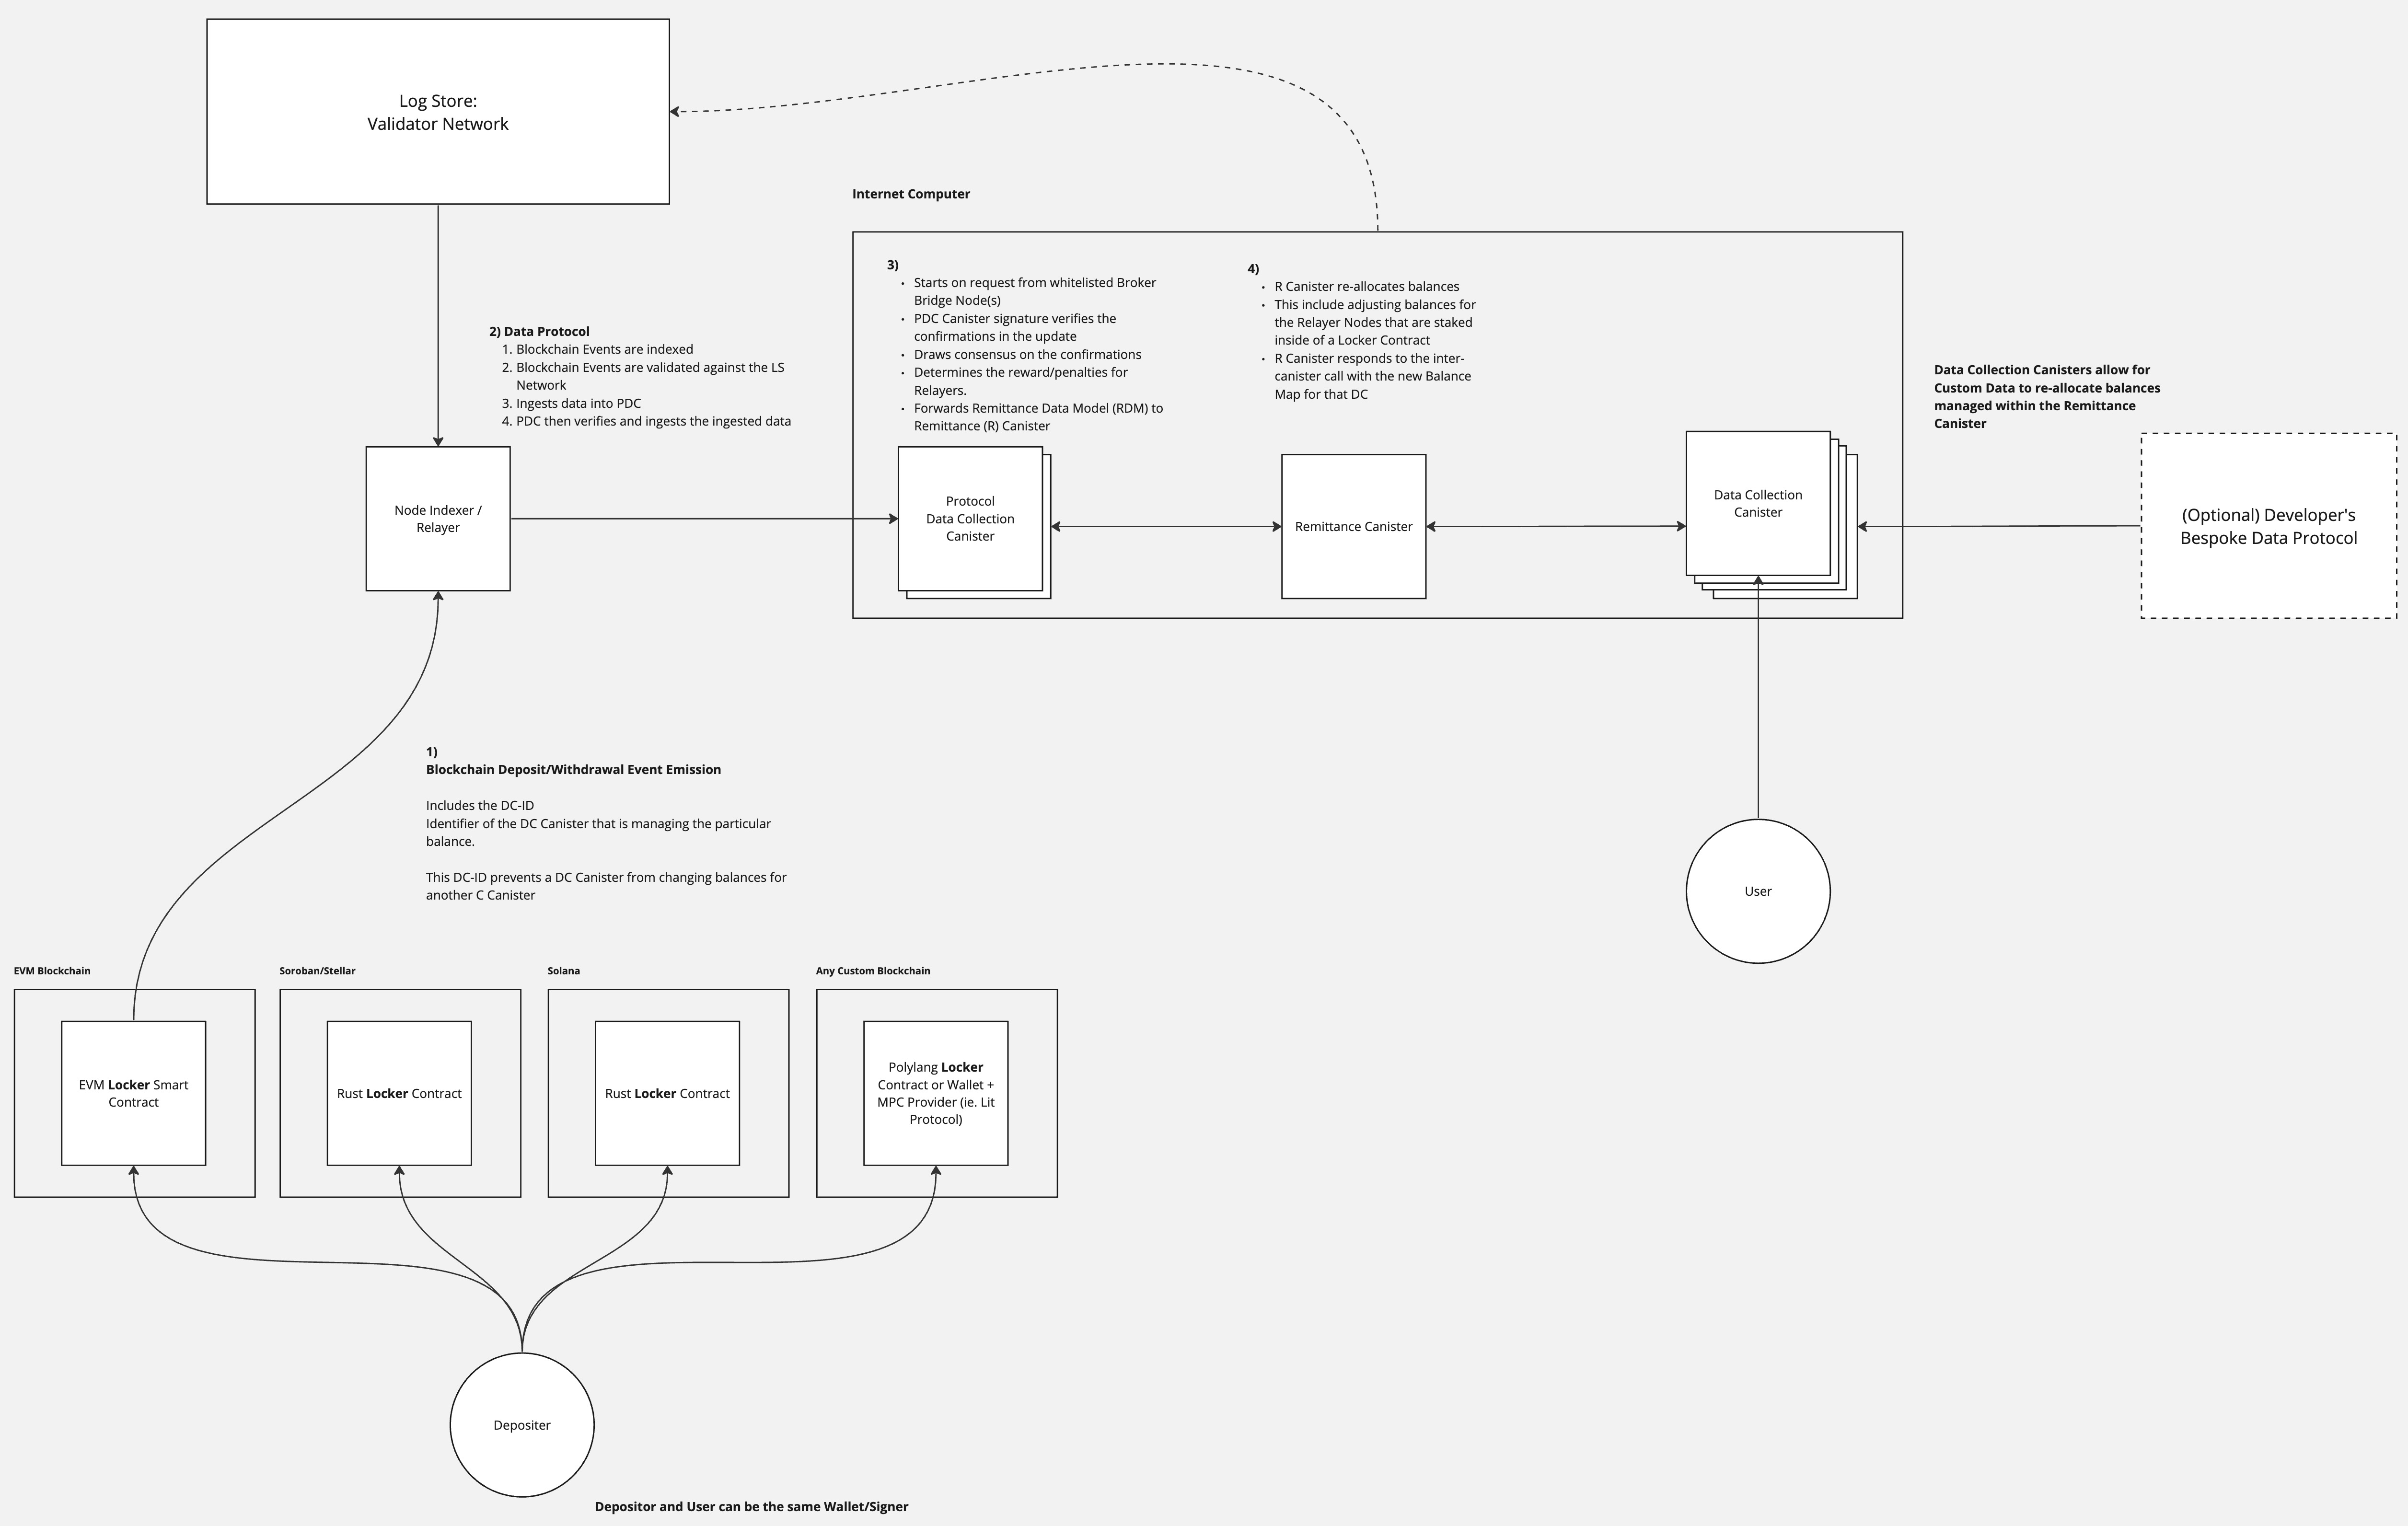 Log Store:
Validator Network
Internet Computer
3)
• Starts on request from whitelisted Broker
Bridge Node(s)
• PDC Canister signature verifies the
confirmations in the update
• Draws consensus on the confirmations
• Determines the reward/penalties for
Relayers.
• Forwards Remittance Data Model (RDM) to
Remittance (R) Canister
4)
• R Canister re-allocates balances
• This include adjusting balances for
the Relayer Nodes that are staked
inside of a Locker Contract
• R Canister responds to the inter-
canister call with the new Balance
Map for that DC
2) Data Protocol
1. Blockchain Events are indexed
2. Blockchain Events are validated against the LS
Network
3. Ingests data into PDC
4. PDC then verifies and ingests the ingested data
Data Collection Canisters allow for
Custom Data to re-allocate balances
managed within the Remittance
Canister
Node Indexer /
Relayer
Protocol
Data Collection
Canister
Remittance Canister
Data Collection
Canister
(Optional) Developer's
Bespoke Data Protocol
1)
Blockchain Deposit/Withdrawal Event Emission
Includes the DC-ID
Identifier of the DC Canister that is managing the particular
balance.
This DC-ID prevents a DC Canister from changing balances for
another C Canister
User
EVM Blockchain
Soroban/Stellar
Solana
Any Custom Blockchain
EVM Locker Smart
Contract
Rust Locker Contract
Rust Locker Contract
Polylang Locker
Contract or Wallet +
MPC Provider (ie. Lit
Protocol)
Depositer
Depositor and User can be the same Wallet/Signer